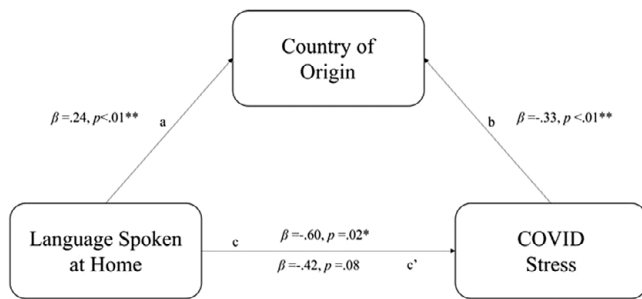 Country of
Origin
β =.24, p<.01**
a
b
β =-.33, p <.01**
Language Spoken
at Home
c
β =-.60, p =.02*
β =-.42, p =.08
c'
COVID
Stress